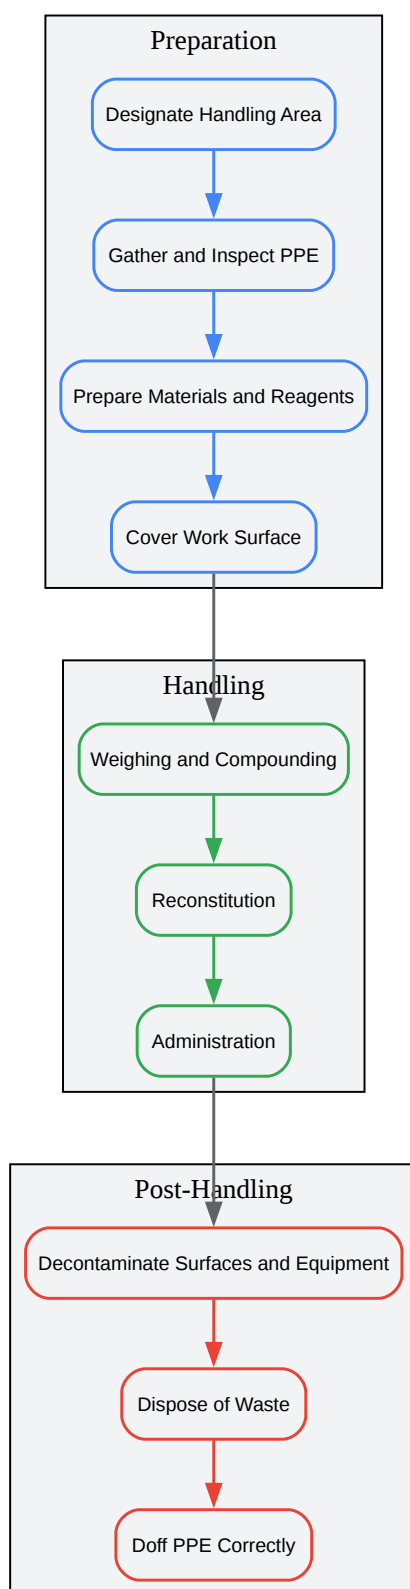 Preparation
Designate Handling Area
Gather and Inspect PPE
Prepare Materials and Reagents
Cover Work Surface
Handling
Weighing and Compounding
Reconstitution
Administration
Post-Handling
Decontaminate Surfaces and Equipment
Dispose of Waste
Doff PPE Correctly